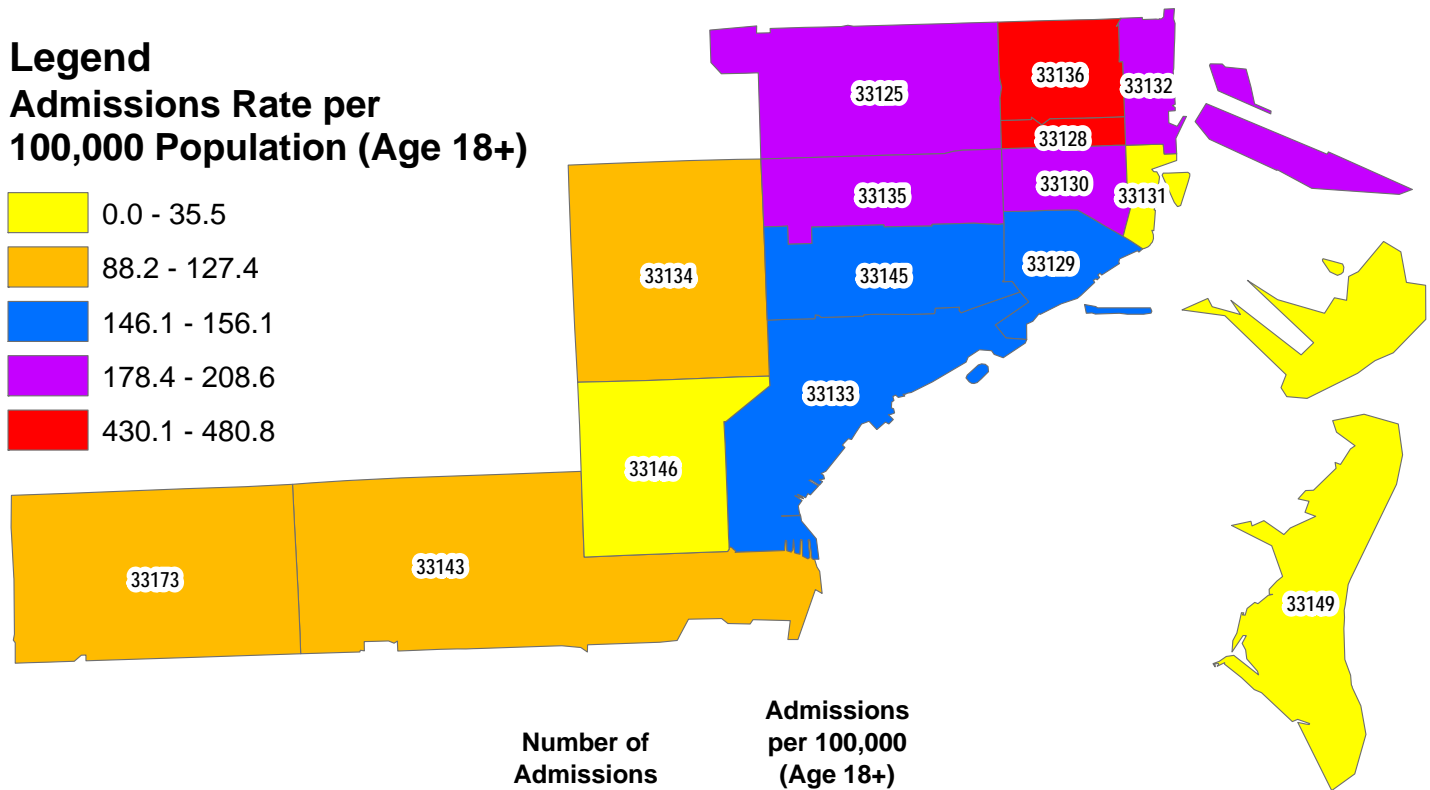 Legend
Admissions Rate per
100,000 Population (Age 18+)
0.0 - 35.5
88.2 - 127.4
146.1 - 156.1
178.4 - 208.6
430.1 - 480.8
33136
33132
33125
33128
33130
33135
33131
33129
33134
33145
33133
33146
33143
33173
33149
Number of
Admissions
Admissions
per 100,000
(Age 18+)